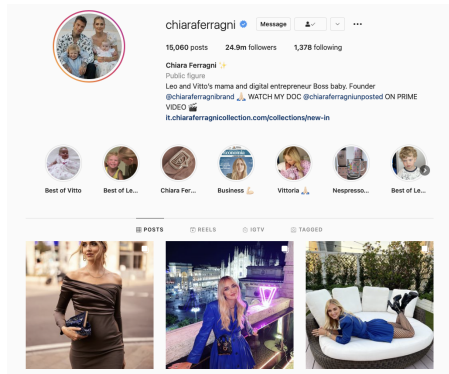 chiaraferragni Message
15,060 posts 24.9m followers 1,378 following
Chiara Ferragni ✨
Public figure
Leo and Vitto's mama and digital entrepreneur Boss baby. Founder
@chiaraferragnibrand 🙏🏻 WATCH MY DOC @chiaraferragniunposted ON PRIME
VIDEO 🎬
it.chiaraferragnicollection.com/collections/new-in
Best of Vitto Best of Le... Chiara Fer... Business 💪🏻 Vittoria 🙏🏻 Nespresso... Best of Le...
POSTS REELS IGTV TAGGED